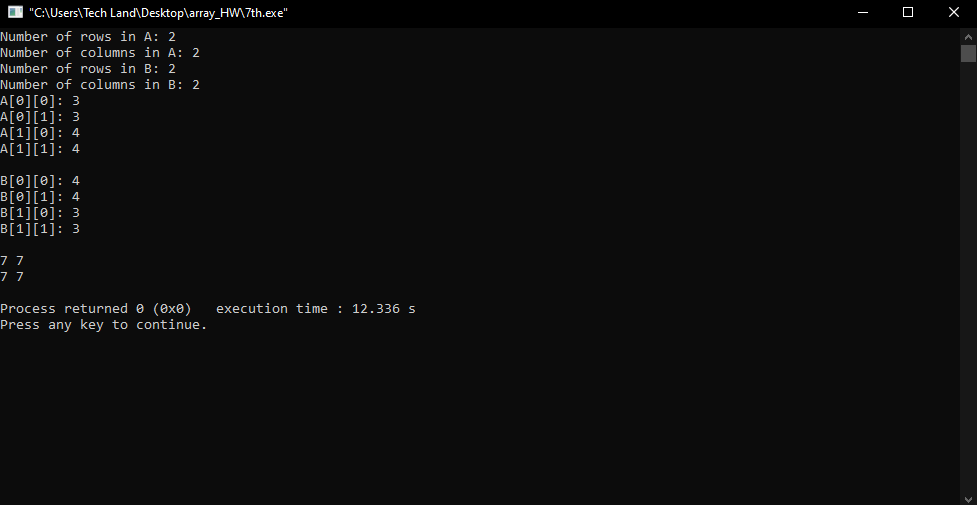 "C:\Users\Tech Land\Desktop\array_HW\7th.exe"
Number of rows in A: 2
Number of columns in A: 2
Number of rows in B: 2
Number of columns in B: 2
A[0][0]: 3
A[0][1]: 3
A[1][0]: 4
A[1][1]: 4
B[0][0]: 4
B[0][1]: 4
B[1][0]: 3
B[1][1]: 3
7 7
7 7
Process returned 0 (0x0)   execution time : 12.336 s
Press any key to continue.